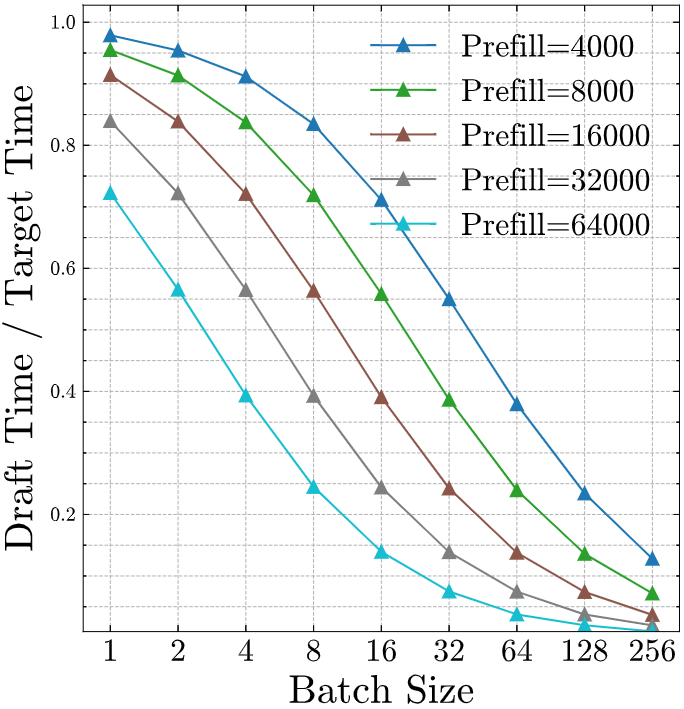 Draft Time / Target Time
1.0
0.8
0.6
0.4
0.2
Prefill=4000
Prefill=8000
Prefill=16000
Prefill=32000
Prefill=64000
1 2 4 8 16 32 64 128 256
Batch Size